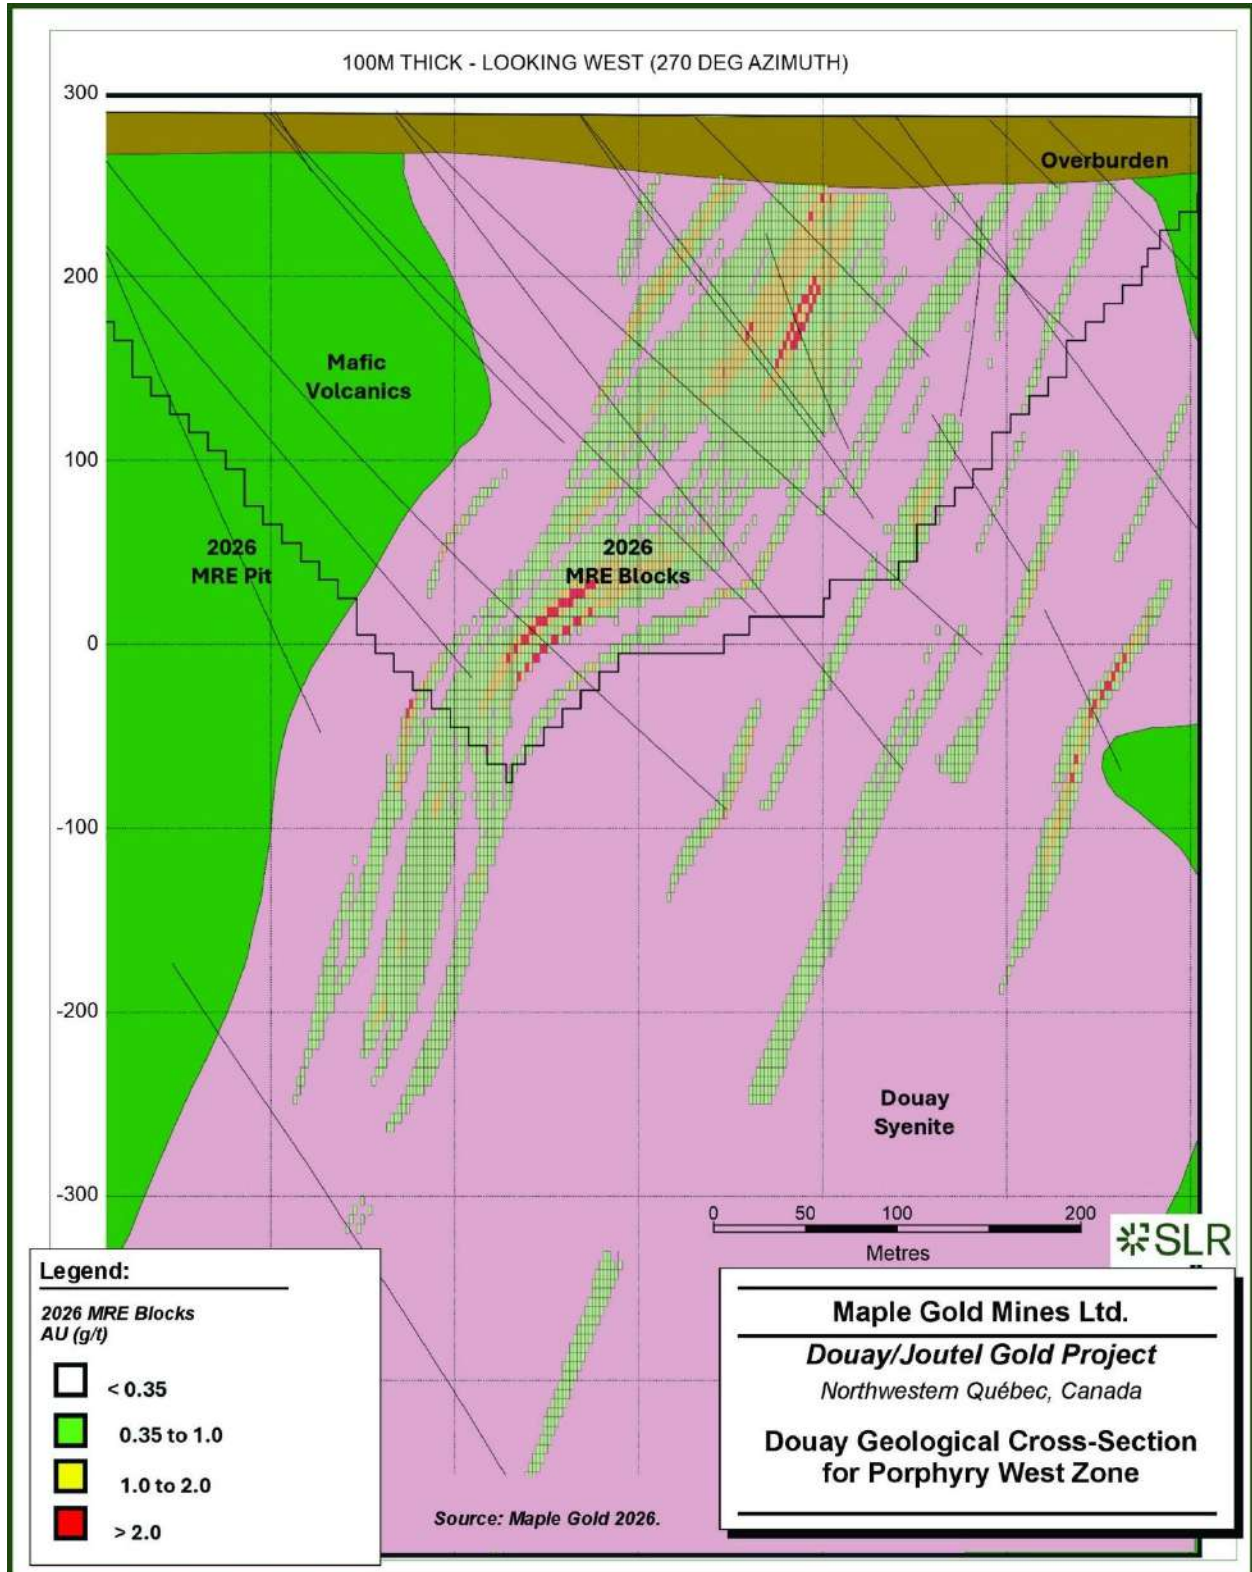 100M THICK - LOOKING WEST (270 DEG AZIMUTH)
300
Overburden
200
Mafic
Volcanics
100
2026
MRE Pit
2026
MRE Blocks
0
-100
-200
Douay
Syenite
-300
0 50 100 200
Metres
SLR
Legend:
2026 MRE Blocks
AU (g/t)
< 0.35
0.35 to 1.0
1.0 to 2.0
> 2.0
Source: Maple Gold 2026.
Maple Gold Mines Ltd.
Douay/Joutel Gold Project
Northwestern Québec, Canada
Douay Geological Cross-Section
for Porphyry West Zone